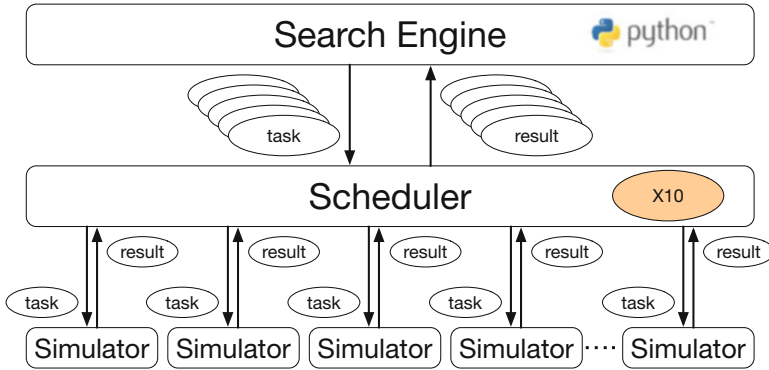 Search Engine
python™
task
result
Scheduler
X10
result result result result result
task task task task task
Simulator Simulator Simulator Simulator Simulator